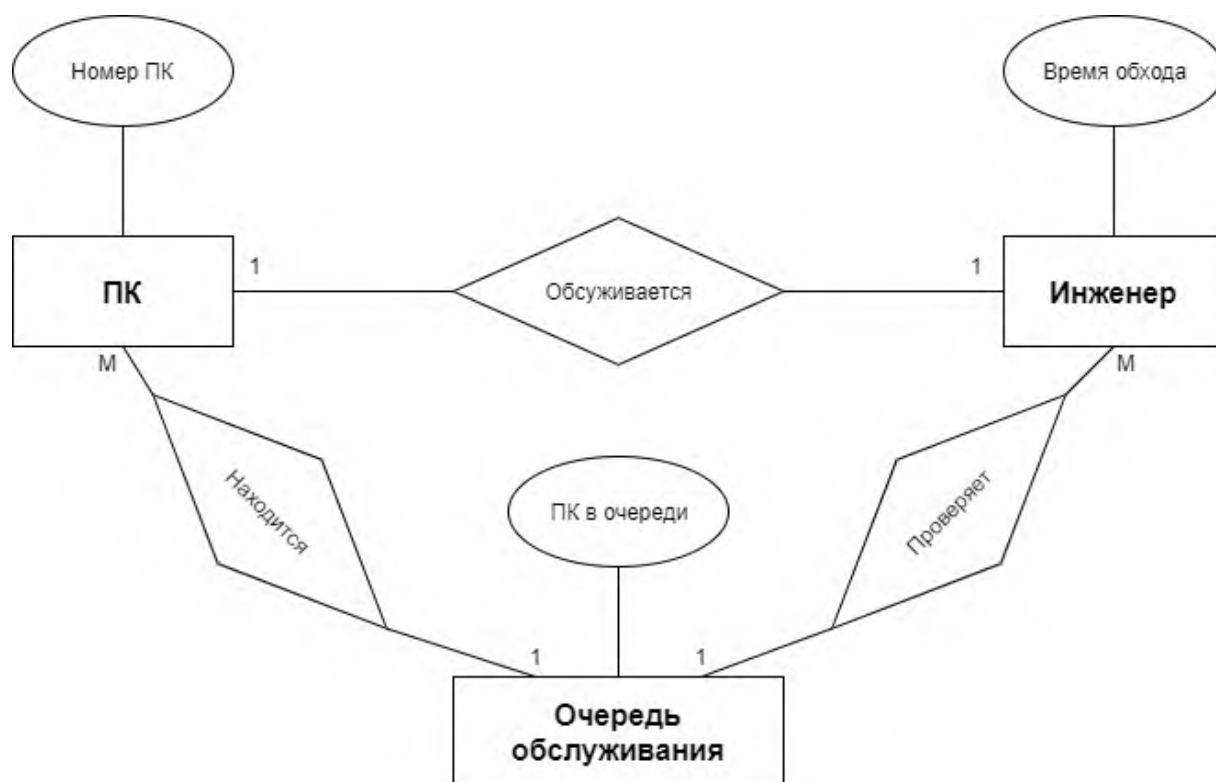 Номер ПК
Время обхода
1
1
ПК
Обсуживается
Инженер
М
М
Находится
ПК в очереди
Проверяет
1
1
Очередь
обслуживания